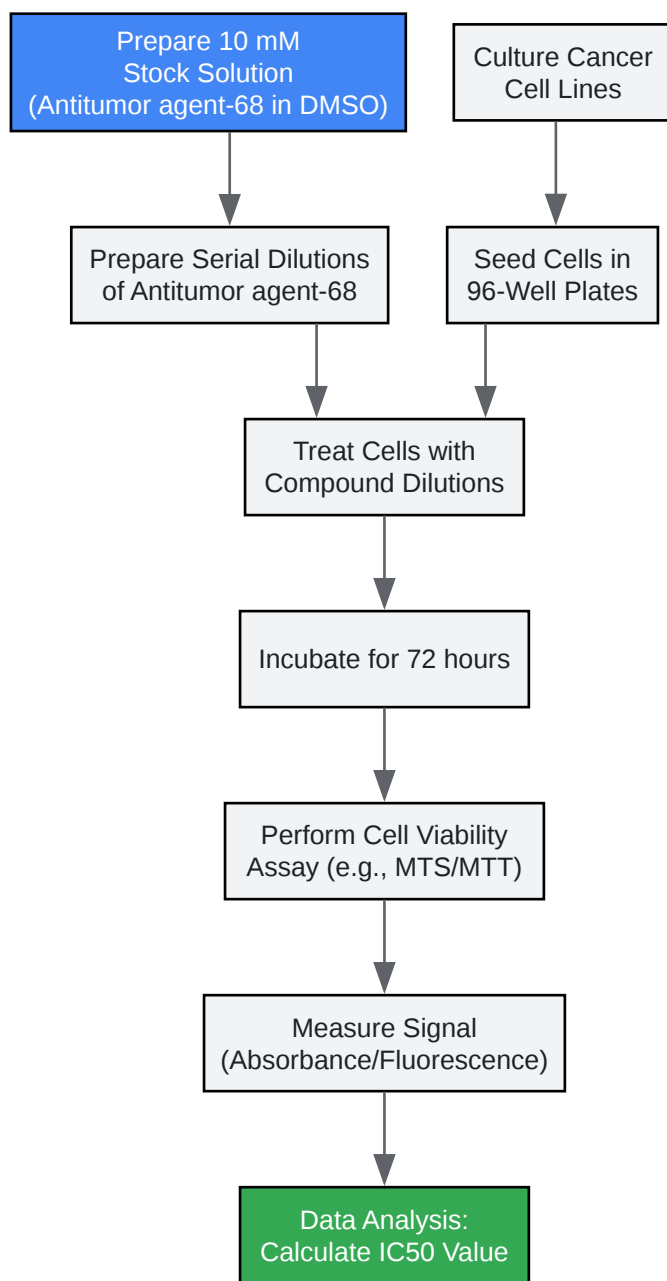 Prepare 10 mM
Stock Solution
(Antitumor agent-68 in DMSO)
Culture Cancer
Cell Lines
Prepare Serial Dilutions
of Antitumor agent-68
Seed Cells in
96-Well Plates
Treat Cells with
Compound Dilutions
Incubate for 72 hours
Perform Cell Viability
Assay (e.g., MTS/MTT)
Measure Signal
(Absorbance/Fluorescence)
Data Analysis:
Calculate IC50 Value